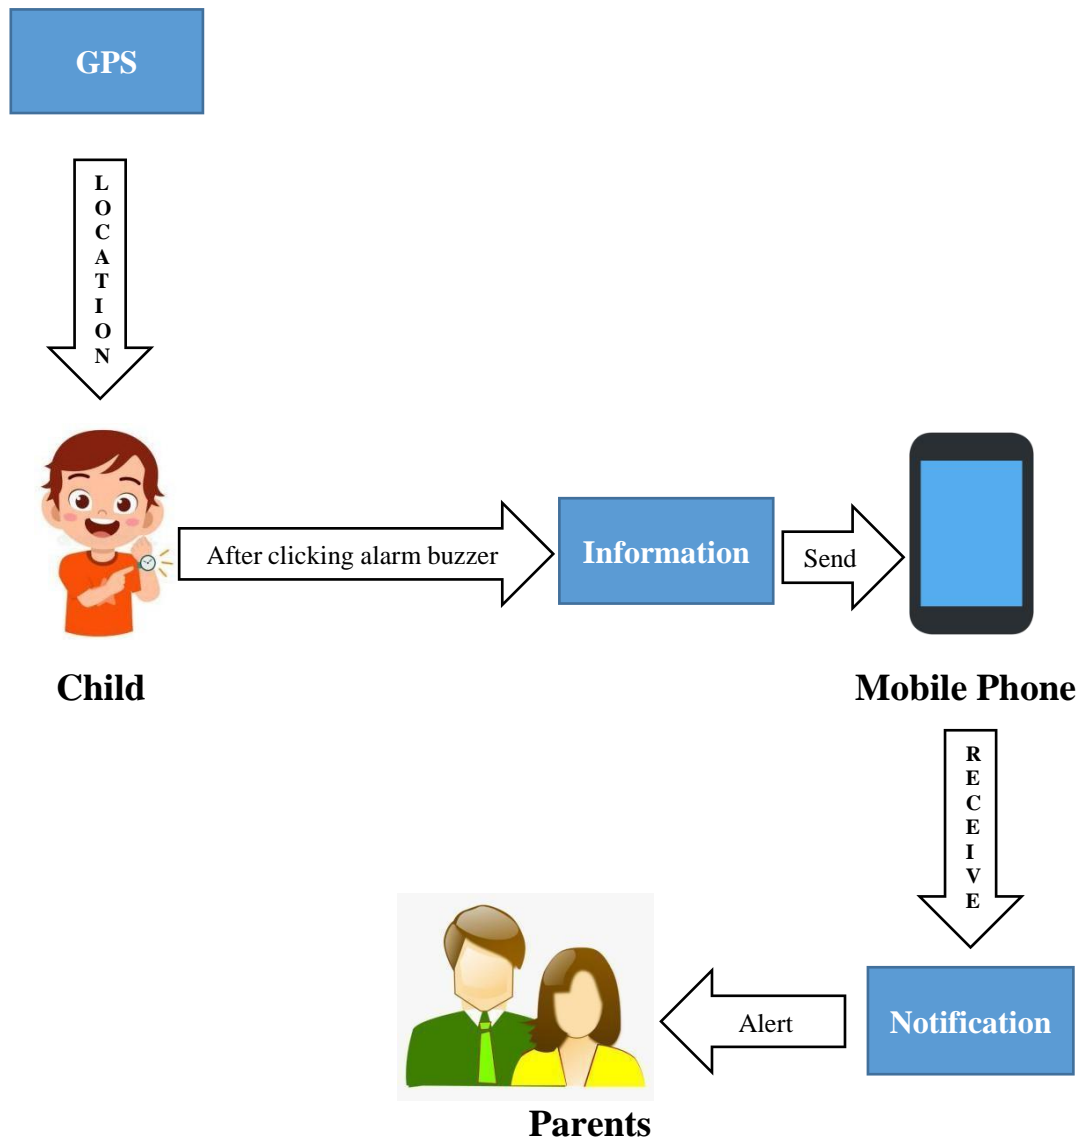 GPS
LOCATION
After clicking alarm buzzer
Information
Send
Child
Mobile Phone
RECEIVE
Alert
Notification
Parents